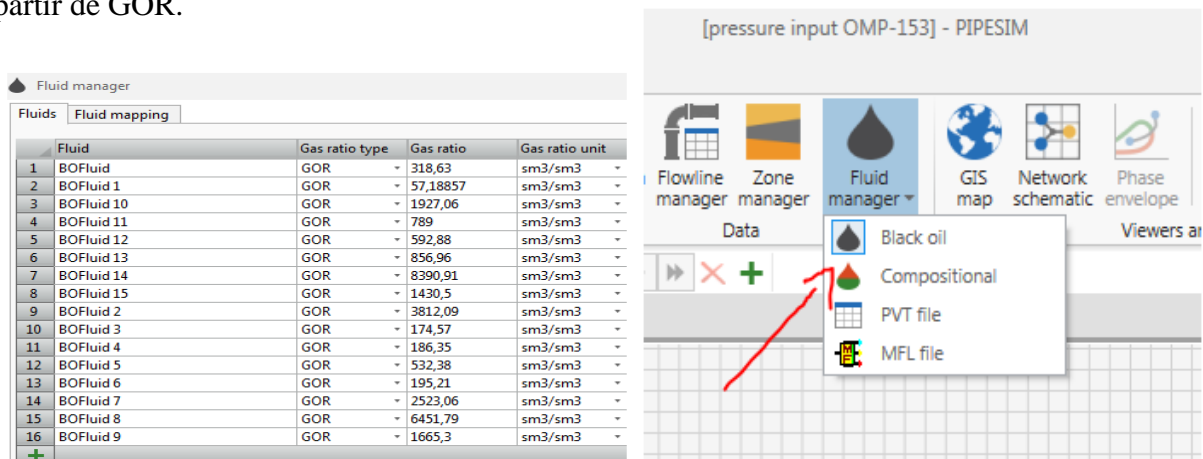 partir de GOR.
Fluid manager
Fluids Fluid mapping
Fluid Gas ratio type Gas ratio Gas ratio unit
1 BOFluid GOR 318,63 sm3/sm3
2 BOFluid 1 GOR 57,18857 sm3/sm3
3 BOFluid 10 GOR 1927,06 sm3/sm3
4 BOFluid 11 GOR 789 sm3/sm3
5 BOFluid 12 GOR 592,88 sm3/sm3
6 BOFluid 13 GOR 856,96 sm3/sm3
7 BOFluid 14 GOR 8390,91 sm3/sm3
8 BOFluid 15 GOR 1430,5 sm3/sm3
9 BOFluid 2 GOR 3812,09 sm3/sm3
10 BOFluid 3 GOR 174,57 sm3/sm3
11 BOFluid 4 GOR 186,35 sm3/sm3
12 BOFluid 5 GOR 532,38 sm3/sm3
13 BOFluid 6 GOR 195,21 sm3/sm3
14 BOFluid 7 GOR 2523,06 sm3/sm3
15 BOFluid 8 GOR 6451,79 sm3/sm3
16 BOFluid 9 GOR 1665,3 sm3/sm3
[pressure input OMP-153] - PIPESIM
Flowline Zone Fluid GIS Network Phase
manager manager manager map schematic envelope
Data Viewers
Black oil
Compositional
PVT file
MFL file